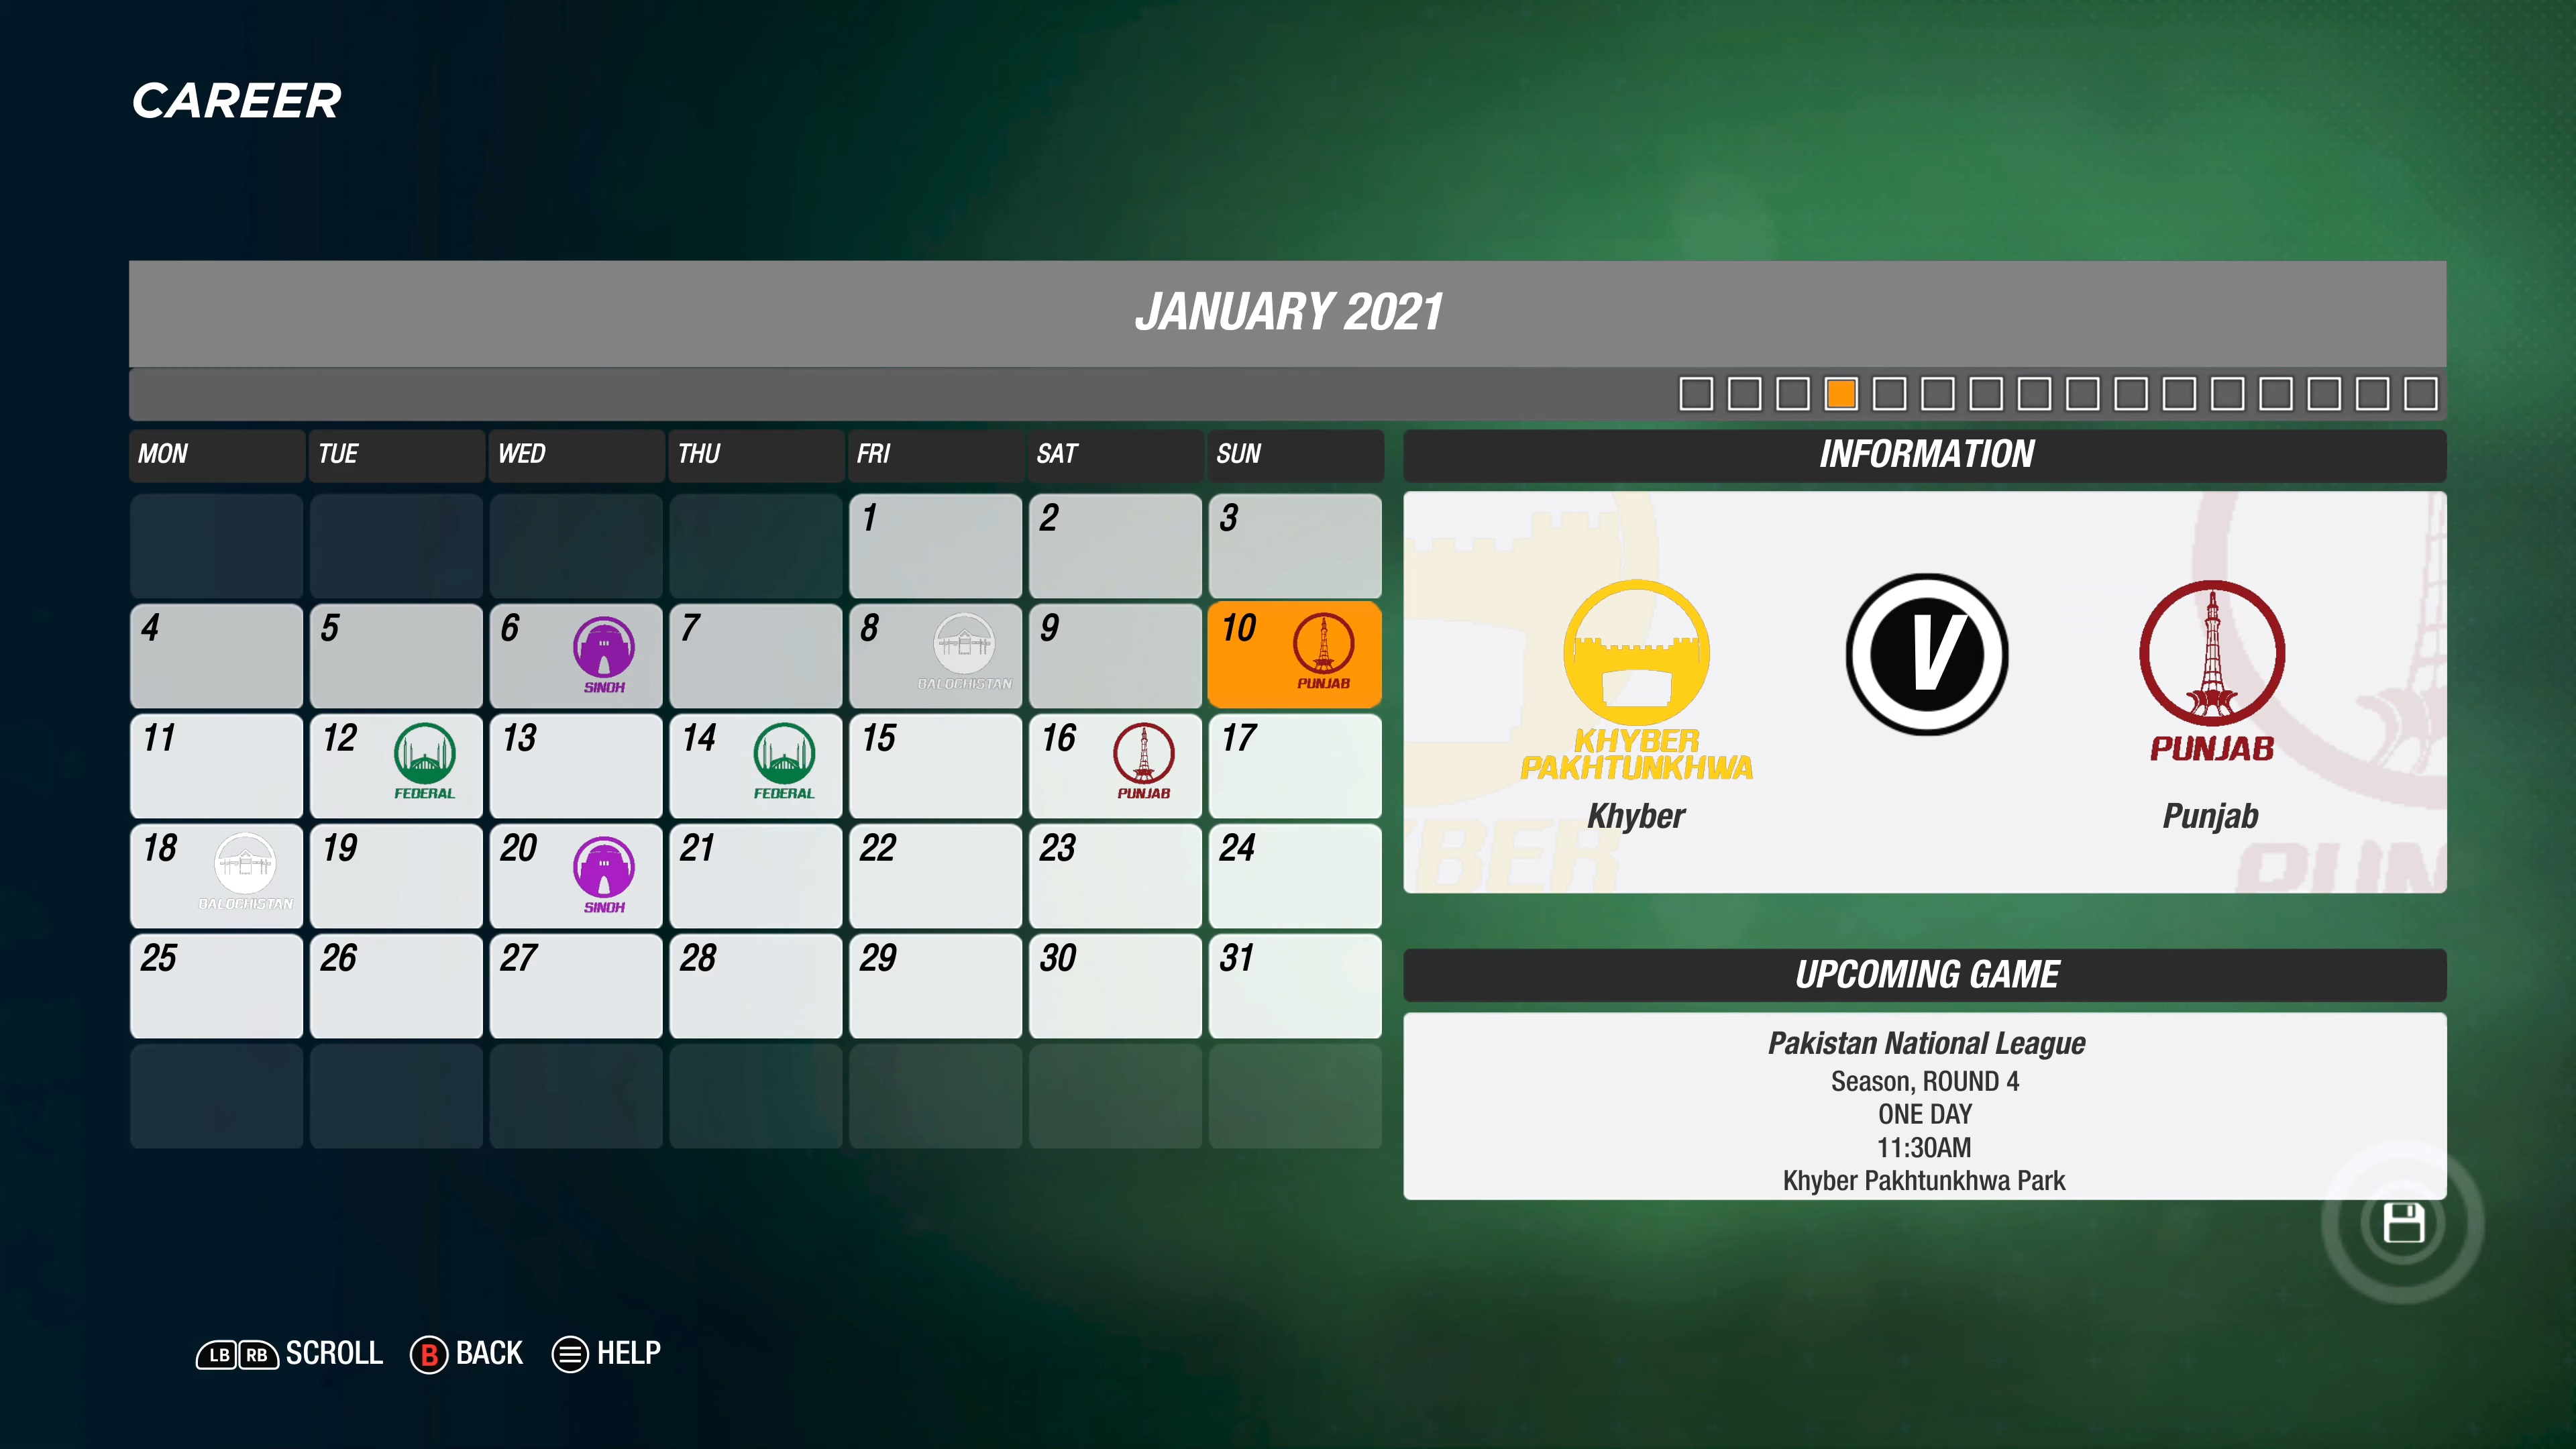 CAREER
JANUARY 2021
MON TUE WED THU FRI SAT SUN
INFORMATION
1 2 3
4 5 6 SINDH 7 8 BALOCHISTAN 9 10 PUNJAB
11 12 FEDERAL 13 14 FEDERAL 15 16 PUNJAB 17
18 BALOCHISTAN 19 20 SINDH 21 22 23 24
25 26 27 28 29 30 31
V
KHYBER
PAKHTUNKHWA
PUNJAB
Khyber
Punjab
BER
PUN
UPCOMING GAME
Pakistan National League
Season, ROUND 4
ONE DAY
11:30AM
Khyber Pakhtunkhwa Park
LB RB SCROLL B BACK HELP